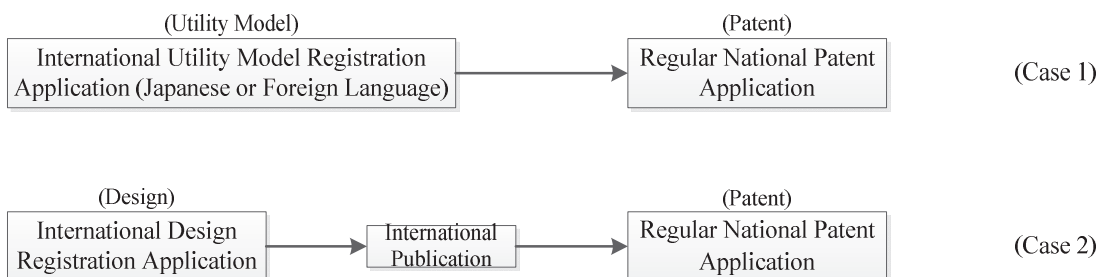 (Utility Model)
(Patent)
International Utility Model Registration
Application (Japanese or Foreign Language)
Regular National Patent
Application
(Case 1)
(Design)
(Patent)
International Design
Registration Application
International
Publication
Regular National Patent
Application
(Case 2)